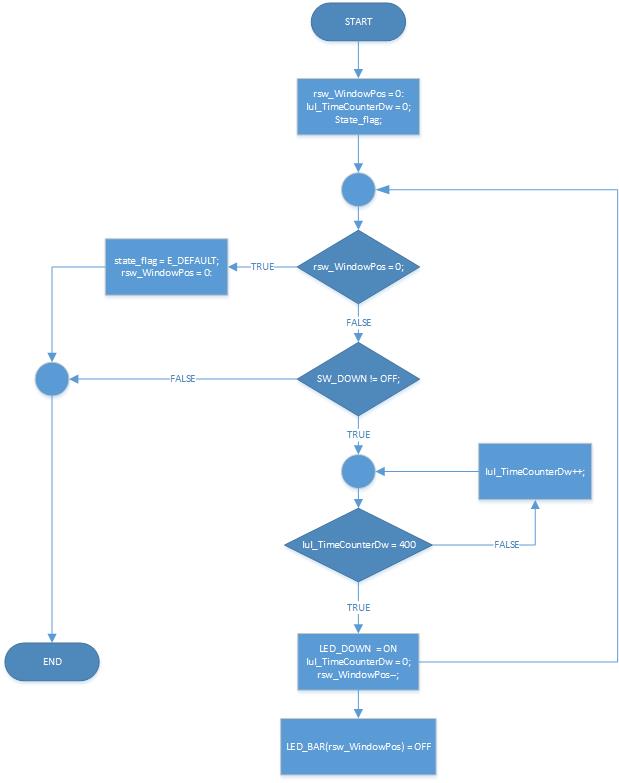 START
rsw_WindowPos = 0:
lul_TimeCounterDw = 0;
State_flag;
state_flag = E_DEFAULT;
rsw_WindowPos = 0:
TRUE
rsw_WindowPos = 0;
FALSE
FALSE
SW_DOWN != OFF;
TRUE
lul_TimeCounterDw++;
lul_TimeCounterDw = 400
FALSE
TRUE
LED_DOWN  = ON
lul_TimeCounterDw = 0;
rsw_WindowPos--;
END
LED_BAR(rsw_WindowPos) = OFF